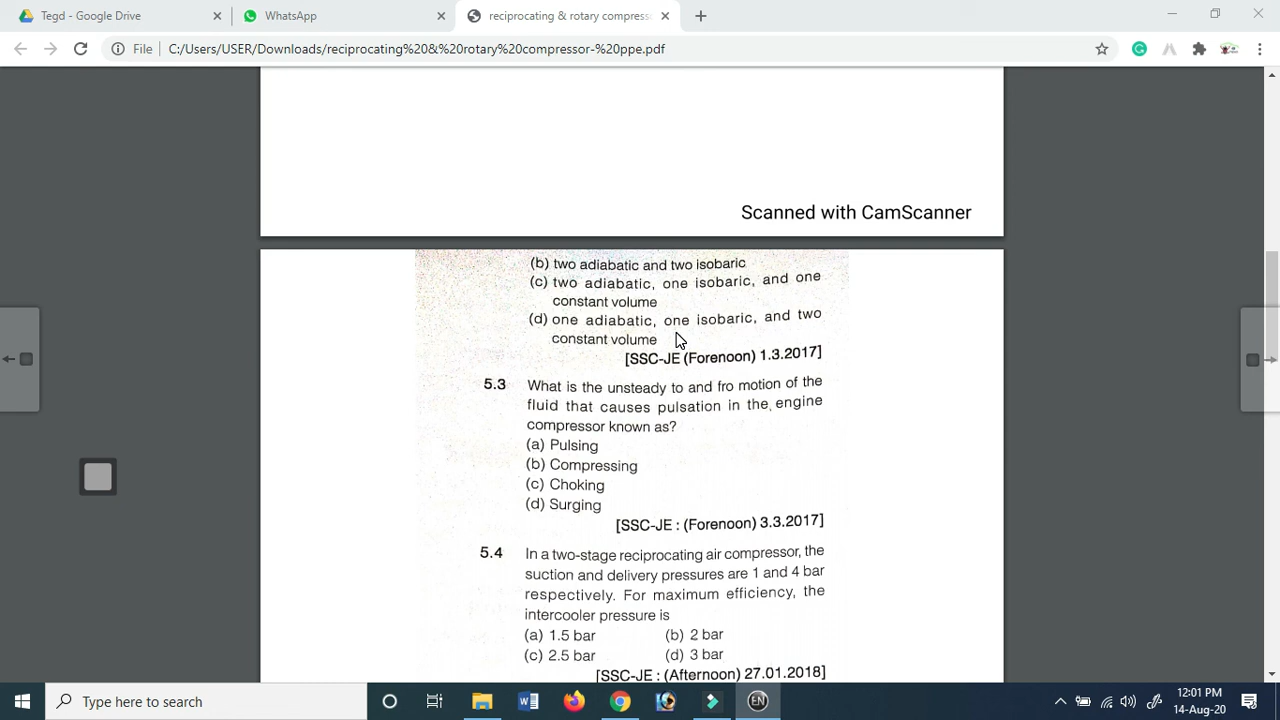 Tegd - Google Drive
WhatsApp
reciprocating & rotary compress
File
C:/Users/USER/Downloads/reciprocating%20&%20rotary%20compressor-%20ppe.pdf
Scanned with CamScanner
(b) two adiabatic and two isobaric
(c) two adiabatic, one isobaric, and one
constant volume
(d) one adiabatic, one isobaric, and two
constant volume
[SSC-JE (Forenoon) 1.3.2017]
5.3 What is the unsteady to and fro motion of the
fluid that causes pulsation in the engine
compressor known as?
(a) Pulsing
(b) Compressing
(c) Choking
(d) Surging
[SSC-JE : (Forenoon) 3.3.2017]
5.4 In a two-stage reciprocating air compressor, the
suction and delivery pressures are 1 and 4 bar
respectively. For maximum efficiency, the
intercooler pressure is
(a) 1.5 bar (b) 2 bar
(c) 2.5 bar (d) 3 bar
[SSC-JE : (Afternoon) 27.01.2018]
Type here to search
EN
12:01 PM
14-Aug-20